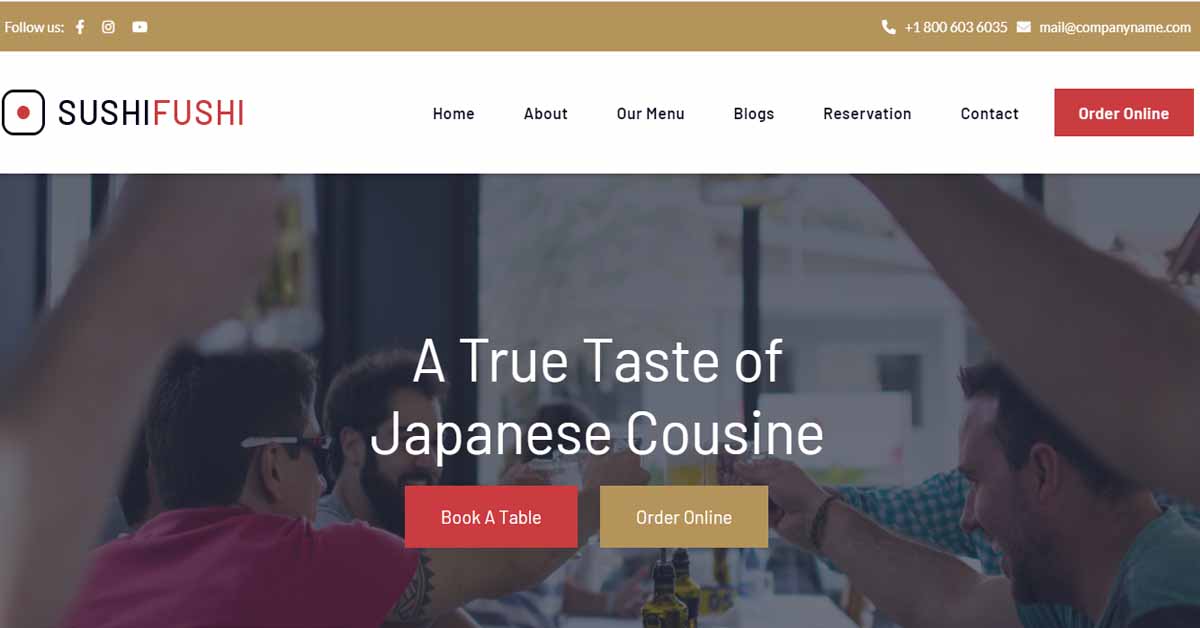 Follow us:
+1 800 603 6035 mail@companyname.com
SUSHIFUSHI
Home About Our Menu Blogs Reservation Contact Order Online
A True Taste of
Japanese Cousine
Book A Table Order Online